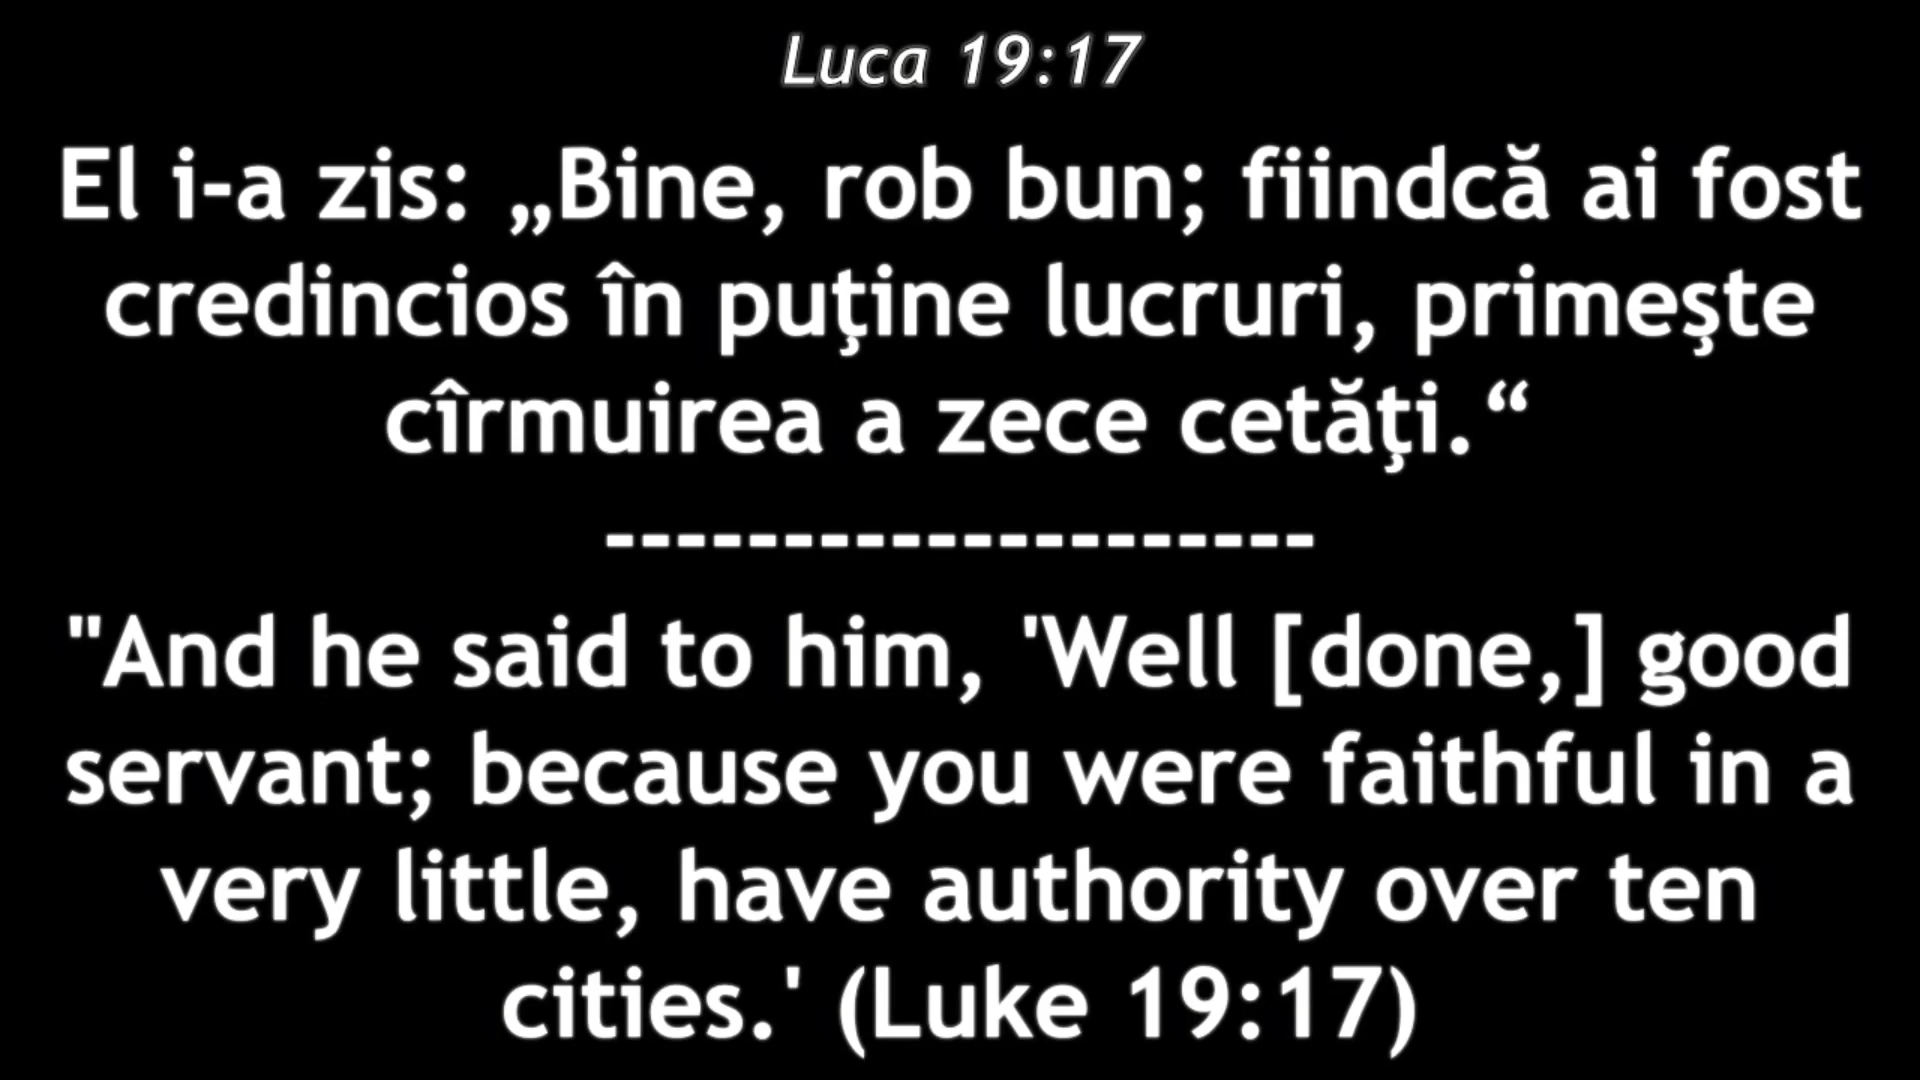 Luca 19:17
El i-a zis: „Bine, rob bun; fiindcă ai fost
credincios în puţine lucruri, primeşte
cîrmuirea a zece cetăţi.“
--------------------
"And he said to him, 'Well [done,] good
servant; because you were faithful in a
very little, have authority over ten
cities.' (Luke 19:17)